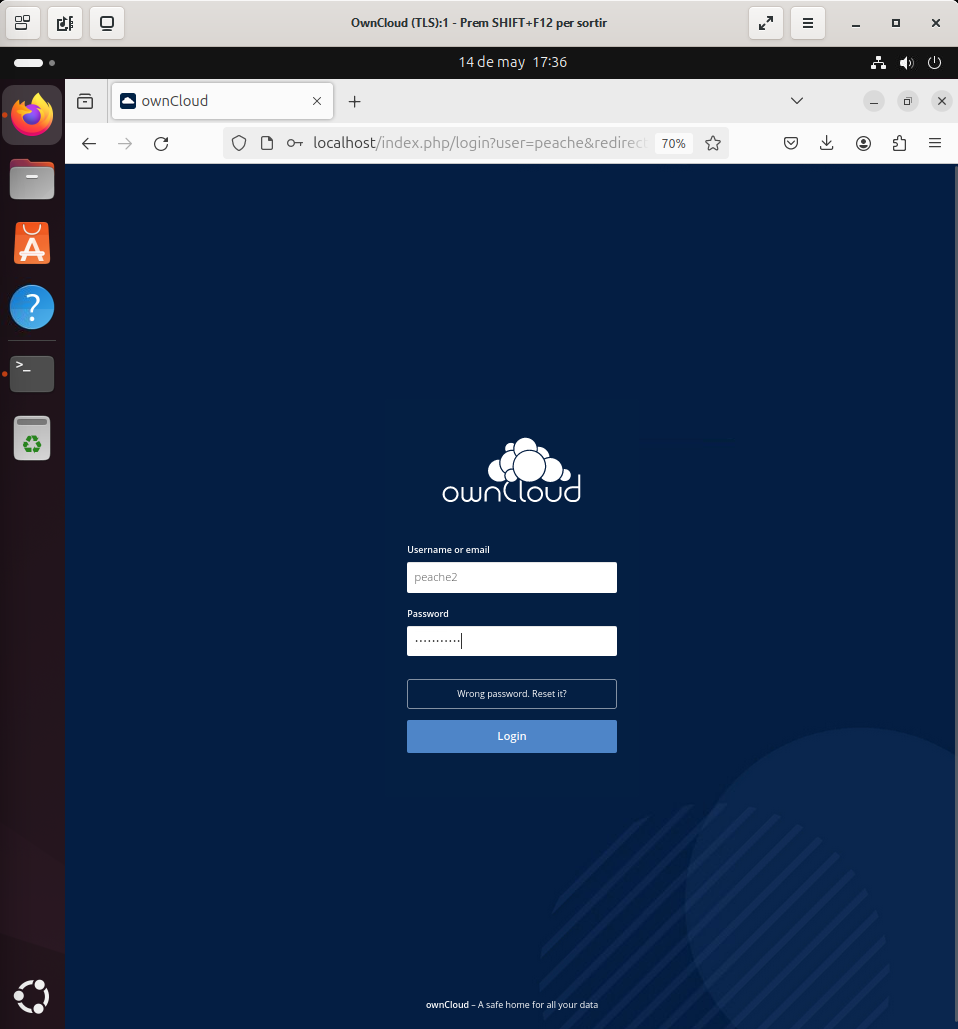 OwnCloud (TLS):1 - Prem SHIFT+F12 per sortir
14 de may 17:36
ownCloud
localhost/index.php/login?user=peache&redirect
70%
ownCloud
Username or email
peache2
Password
Wrong password. Reset it?
Login
ownCloud – A safe home for all your data